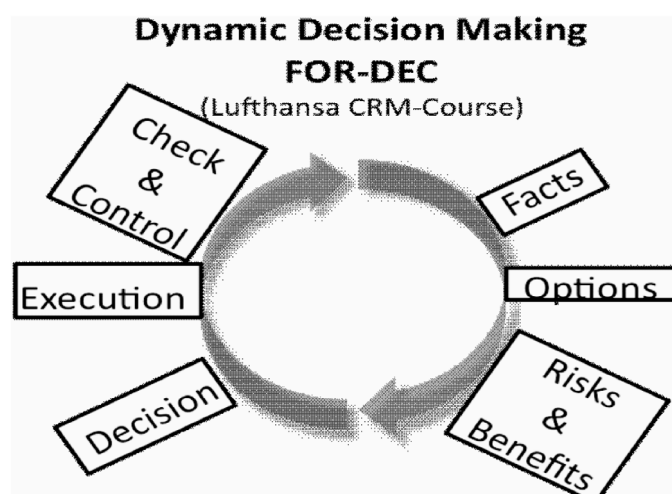 Dynamic Decision Making
FOR-DEC
(Lufthansa CRM-Course)
Facts
Options
Risks
&
Benefits
Decision
Execution
Check
&
Control